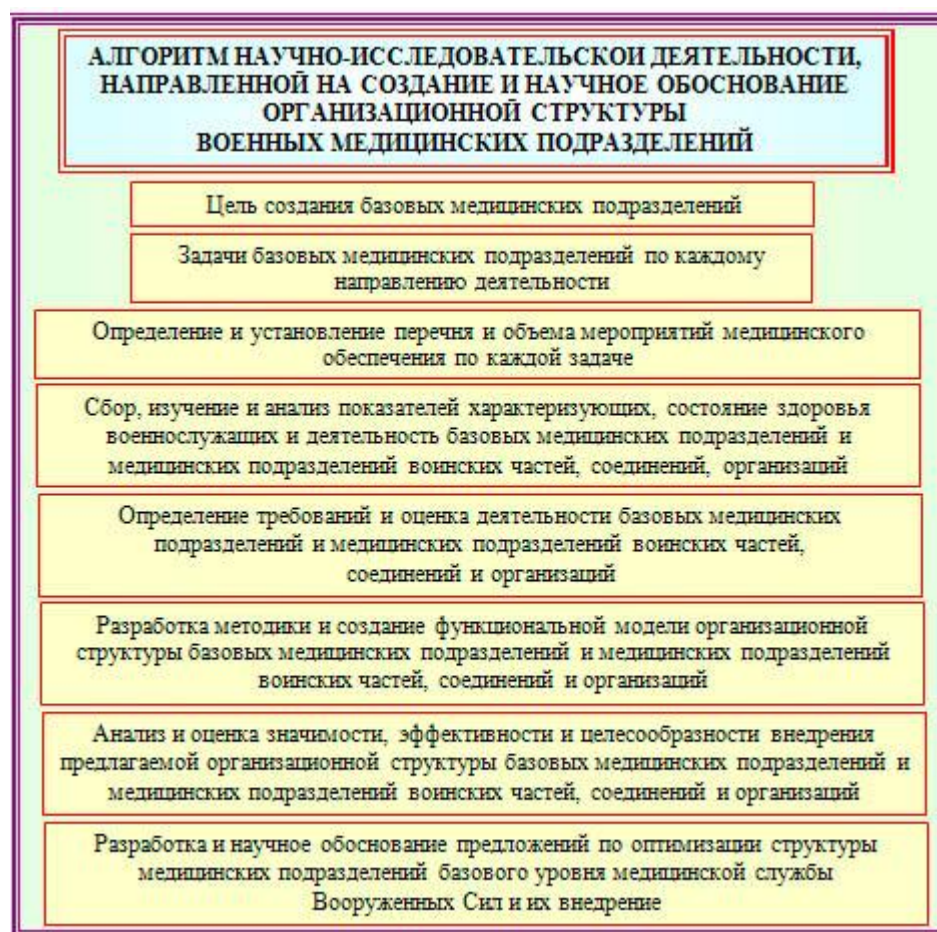 АЛГОРИТМ НАУЧНО-ИССЛЕДОВАТЕЛЬСКОЙ ДЕЯТЕЛЬНОСТИ,
НАПРАВЛЕННОЙ НА СОЗДАНИЕ И НАУЧНОЕ ОБОСНОВАНИЕ
ОРГАНИЗАЦИОННОЙ СТРУКТУРЫ
ВОЕННЫХ МЕДИЦИНСКИХ ПОДРАЗДЕЛЕНИЙ
Цель создания базовых медицинских подразделений
Задачи базовых медицинских подразделений по каждому
направлению деятельности
Определение и установление перечня и объема мероприятий медицинского
обеспечения по каждой задаче
Сбор, изучение и анализ показателей характеризующих, состояние здоровья
военнослужащих и деятельность базовых медицинских подразделений и
медицинских подразделений воинских частей, соединений, организаций
Определение требований и оценка деятельности базовых медицинских
подразделений и медицинских подразделений воинских частей,
соединений и организаций
Разработка методики и создание функциональной модели организационной
структуры базовых медицинских подразделений и медицинских подразделений
воинских частей, соединений и организаций
Анализ и оценка значимости, эффективности и целесообразности внедрения
предлагаемой организационной структуры базовых медицинских подразделений и
медицинских подразделений воинских частей, соединений и организаций
Разработка и научное обоснование предложений по оптимизации структуры
медицинских подразделений базового уровня медицинской службы
Вооруженных Сил и их внедрение